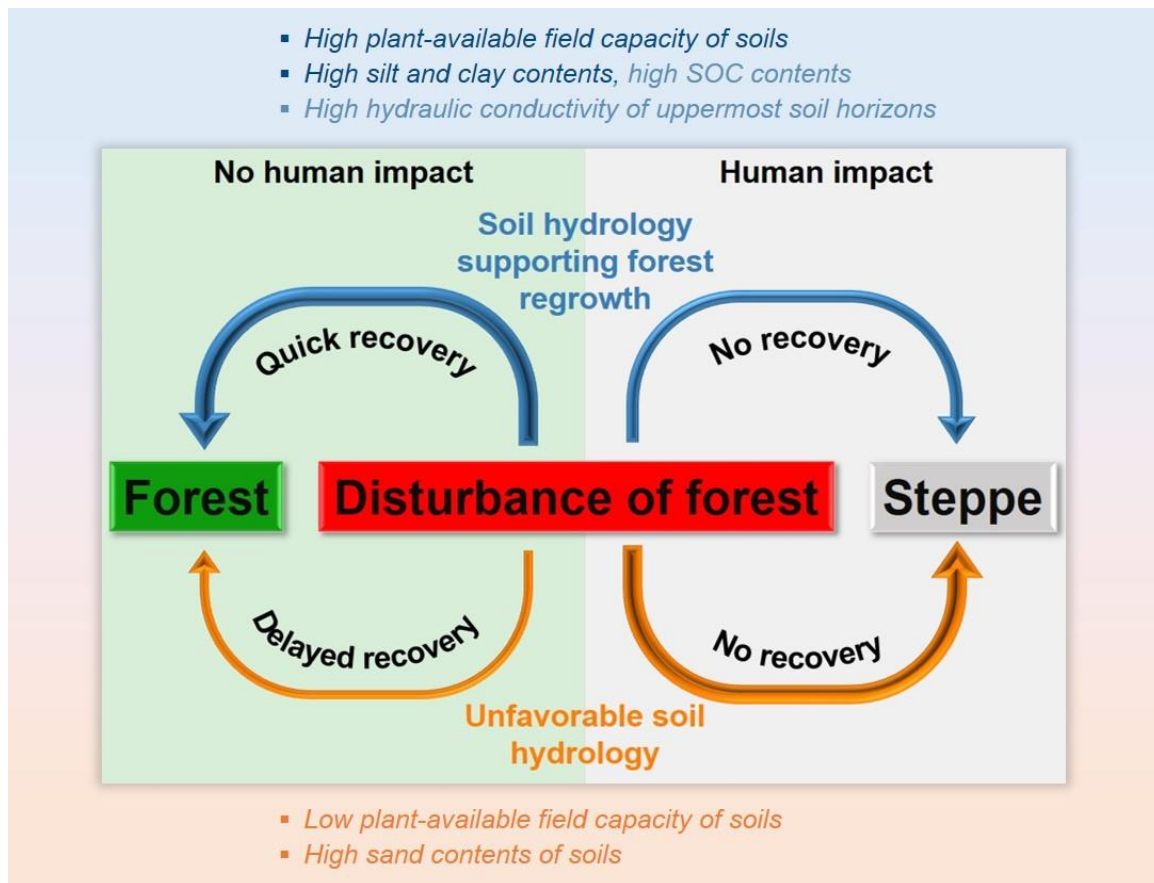 ▪ High plant-available field capacity of soils
▪ High silt and clay contents, high SOC contents
▪ High hydraulic conductivity of uppermost soil horizons
No human impact
Human impact
Soil hydrology
supporting forest
regrowth
Quick recovery
No recovery
Forest
Disturbance of forest
Steppe
Delayed recovery
No recovery
Unfavorable soil
hydrology
▪ Low plant-available field capacity of soils
▪ High sand contents of soils